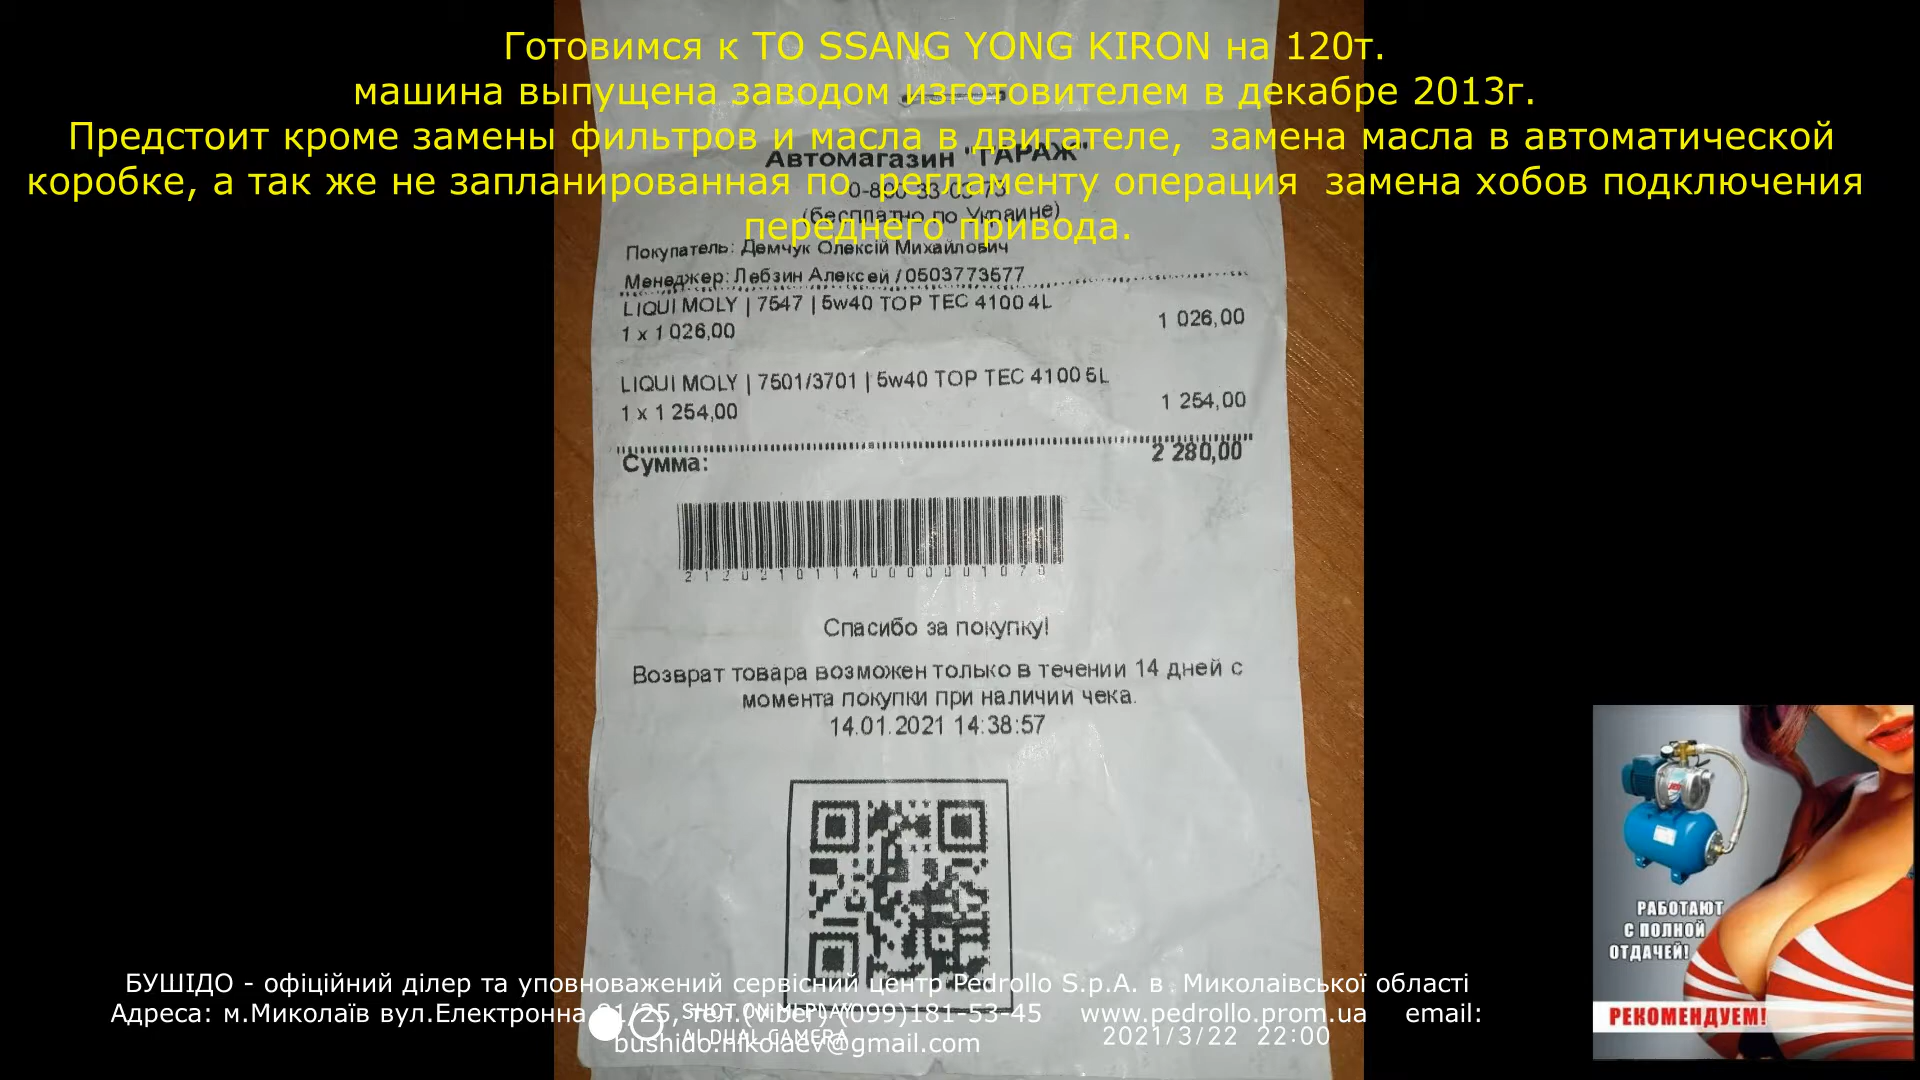 Готовимся к ТО SSANG YONG KIRON на 120т.
машина выпущена заводом изготовителем в декабре 2013г.
Предстоит кроме замены фильтров и масла в двигателе, замена масла в автоматической
коробке, а так же не запланированная по регламенту операция замена хобов подключения
переднего привода.
Автомагазин "ГАРАЖ"
(бесплатно по Украине)
Покупатель: Демчук Олексій Михайлович
Менеджер: Лебзин Алексей / 0503773577
LIQUI MOLY | 7547 | 5w40 TOP TEC 4100 4L
1 x 1 026,00 1 026,00
LIQUI MOLY | 7501/3701 | 5w40 TOP TEC 4100 5L
1 x 1 254,00 1 254,00
Сумма: 2 280,00
Спасибо за покупку!
Возврат товара возможен только в течении 14 дней с
момента покупки при наличии чека.
14.01.2021 14:38:57
РАБОТАЮТ
С ПОЛНОЙ
ОТДАЧЕЙ!
РЕКОМЕНДУЕМ!
БУШІДО - офіційний ділер та уповноважений сервісний центр Pedrollo S.p.A. в Миколаівської області
Адреса: м.Миколаїв вул.Електронна 81/25, тел.(Viber) (099)181-53-45 www.pedrollo.prom.ua email:
bushido.nikolaev@gmail.com
SHOT ON MI PLAY
AI DUAL CAMERA
2021/3/22 22:00